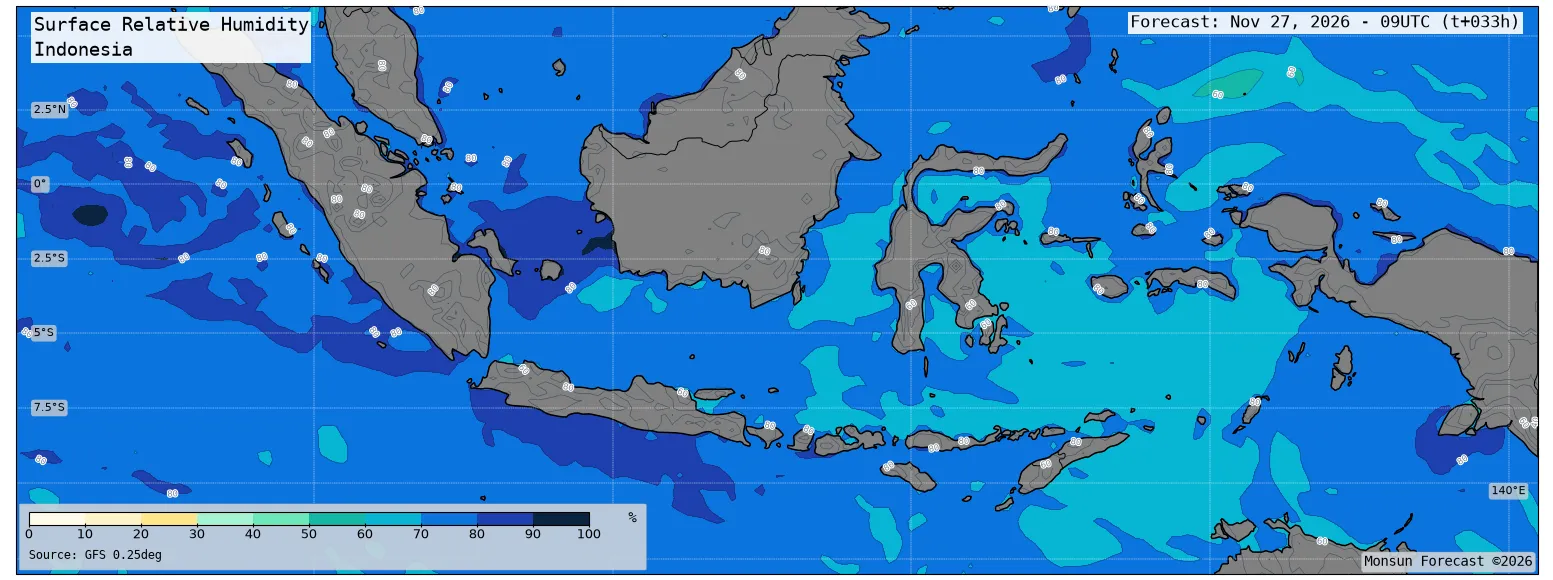 Surface Relative Humidity
Indonesia
Forecast: Nov 27, 2026 - 09UTC (t+033h)
2.5°N
0°
2.5°S
5°S
7.5°S
140°E
0 10 20 30 40 50 60 70 80 90 100
%
Source: GFS 0.25deg
Monsun Forecast ©2026